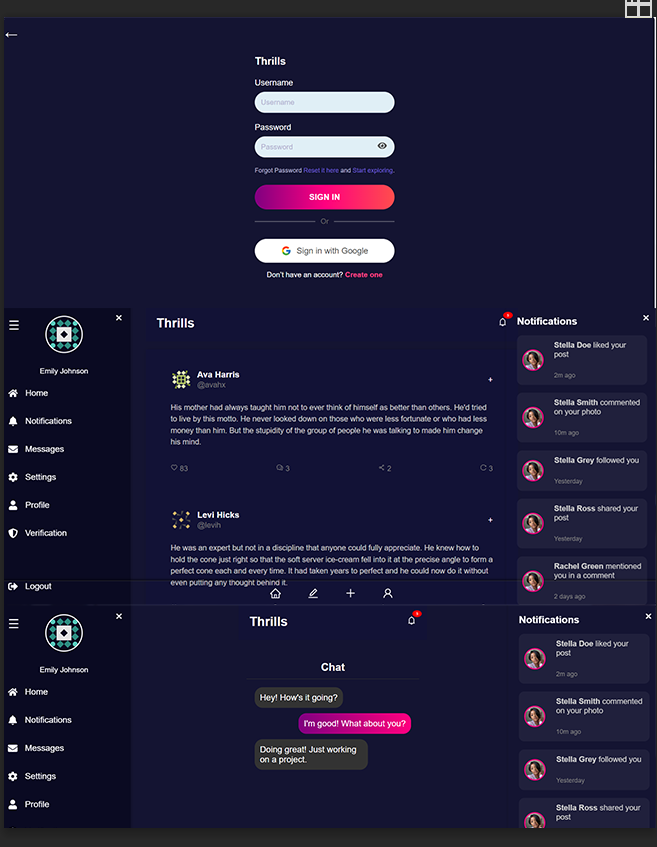 Thrills
Username
Username
Password
Password
Forgot Password Reset it here and Start exploring.
SIGN IN
Or
Sign in with Google
Don't have an account? Create one
Emily Johnson
Home
Notifications
Messages
Settings
Profile
Verification
Logout
Thrills
Ava Harris
@avahx
His mother had always taught him not to ever think of himself as better than others. He'd tried
to live by this motto. He never looked down on those who were less fortunate or who had less
money than him. But the stupidity of the group of people he was talking to made him change
his mind.
83
3
2
3
Levi Hicks
@levih
He was an expert but not in a discipline that anyone could fully appreciate. He knew how to
hold the cone just right so that the soft server ice-cream fell into it at the precise angle to form a
perfect cone each and every time. It had taken years to perfect and he could now do it without
even putting any thought behind it.
Notifications
Stella Doe liked your
post
2m ago
Stella Smith commented
on your photo
10m ago
Stella Grey followed you
Yesterday
Stella Ross shared your
post
Yesterday
Rachel Green mentioned
you in a comment
2 days ago
Emily Johnson
Home
Notifications
Messages
Settings
Profile
Thrills
Chat
Hey! How's it going?
I'm good! What about you?
Doing great! Just working
on a project.
Notifications
Stella Doe liked your
post
2m ago
Stella Smith commented
on your photo
10m ago
Stella Grey followed you
Yesterday
Stella Ross shared your
post